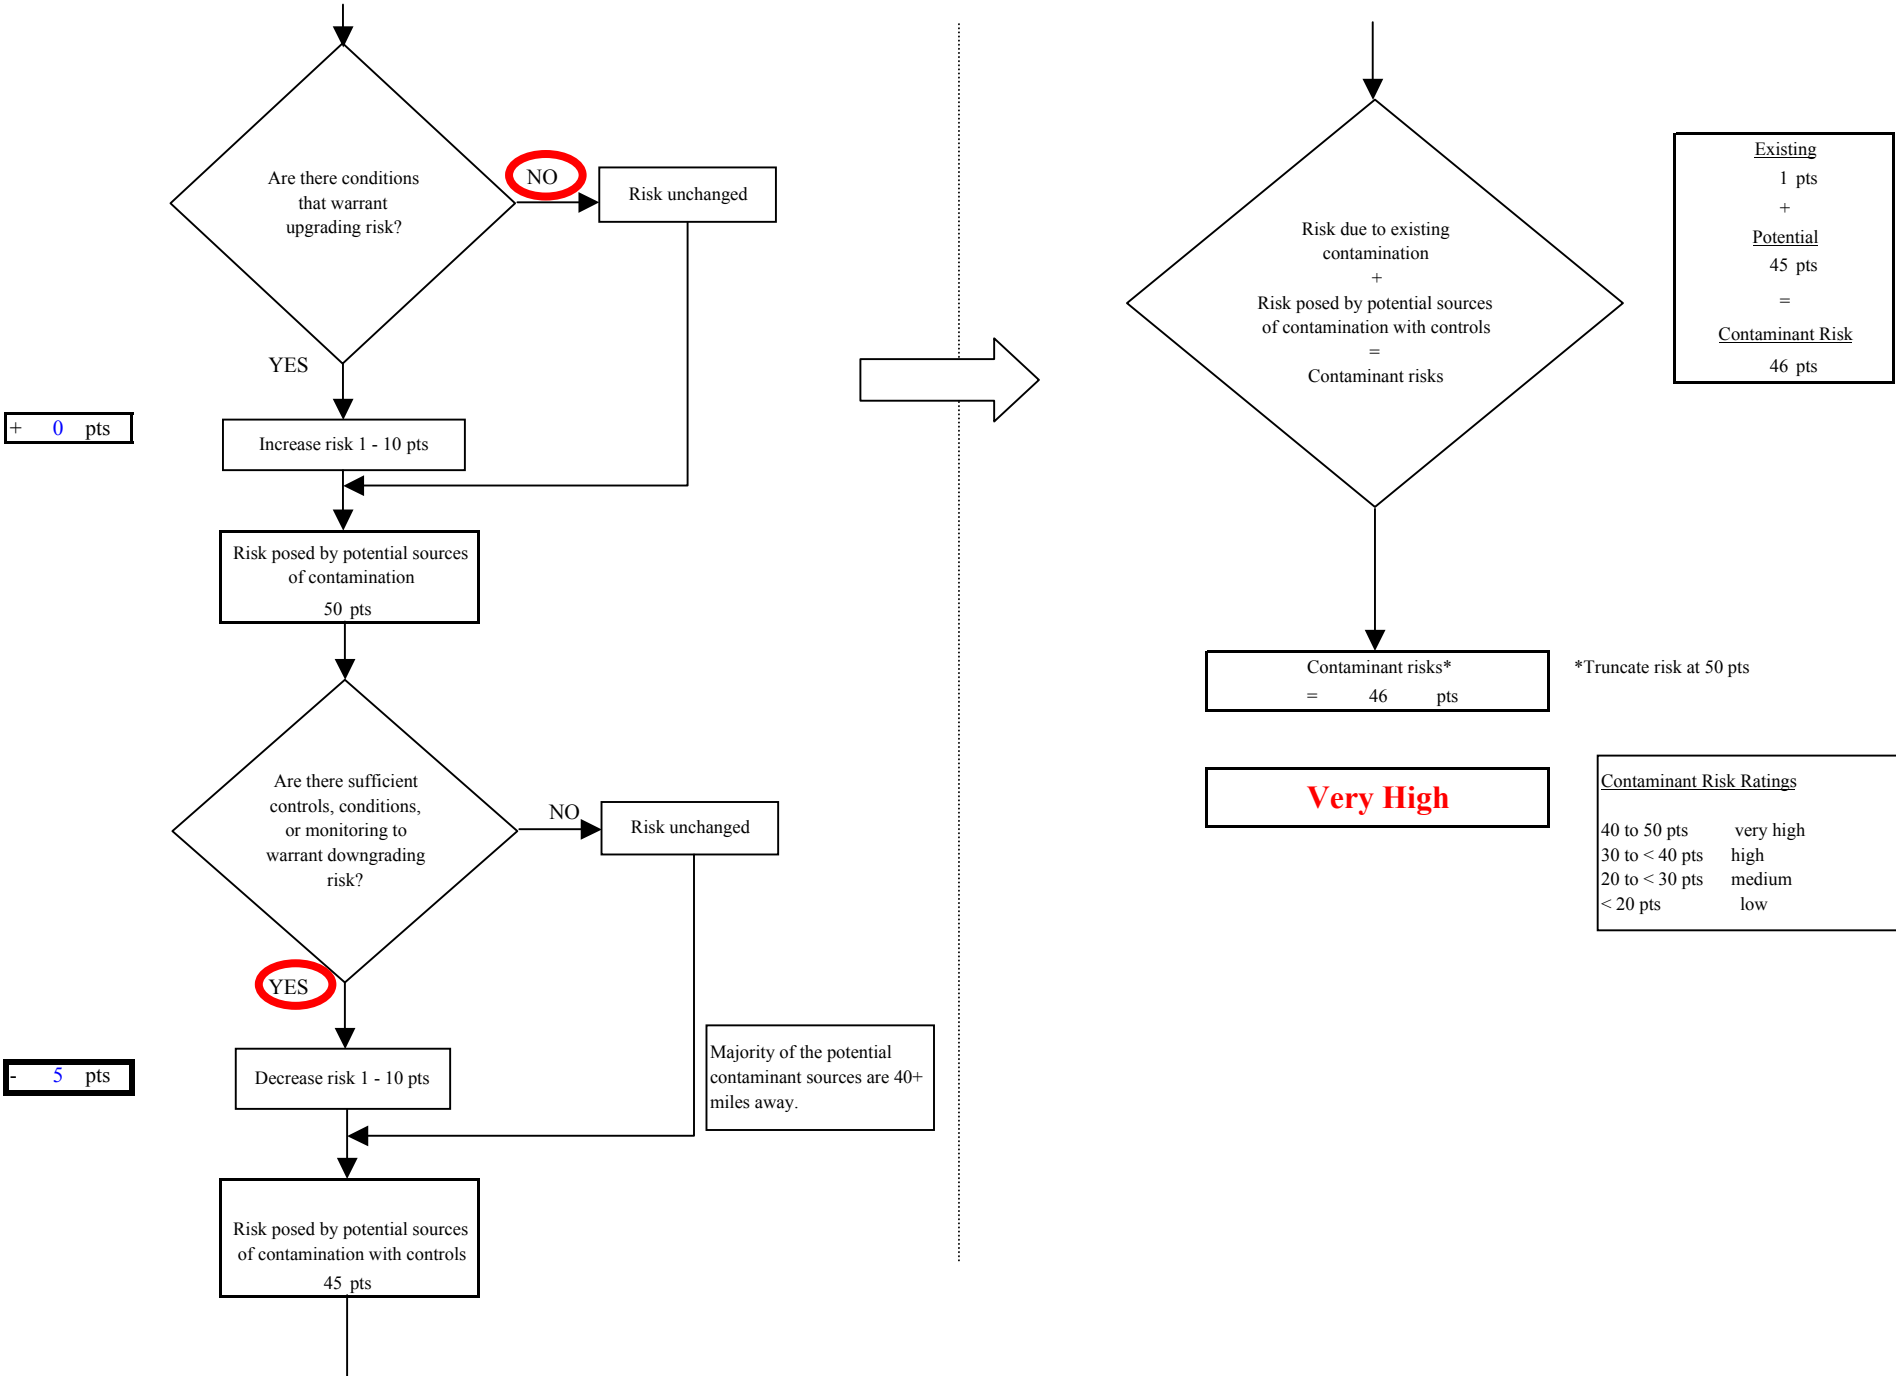 Are there conditions
that warrant
upgrading risk?
NO
Risk unchanged
YES
+ 0 pts
Increase risk 1 - 10 pts
Risk posed by potential sources
of contamination
50 pts
Are there sufficient
controls, conditions,
or monitoring to
warrant downgrading
risk?
NO
Risk unchanged
YES
- 5 pts
Decrease risk 1 - 10 pts
Majority of the potential
contaminant sources are 40+
miles away.
Risk posed by potential sources
of contamination with controls
45 pts
Risk due to existing
contamination
+
Risk posed by potential sources
of contamination with controls
=
Contaminant risks
Existing
1 pts
+
Potential
45 pts
=
Contaminant Risk
46 pts
Contaminant risks*
= 46 pts
*Truncate risk at 50 pts
Very High
Contaminant Risk Ratings
40 to 50 pts very high
30 to < 40 pts high
20 to < 30 pts medium
< 20 pts low